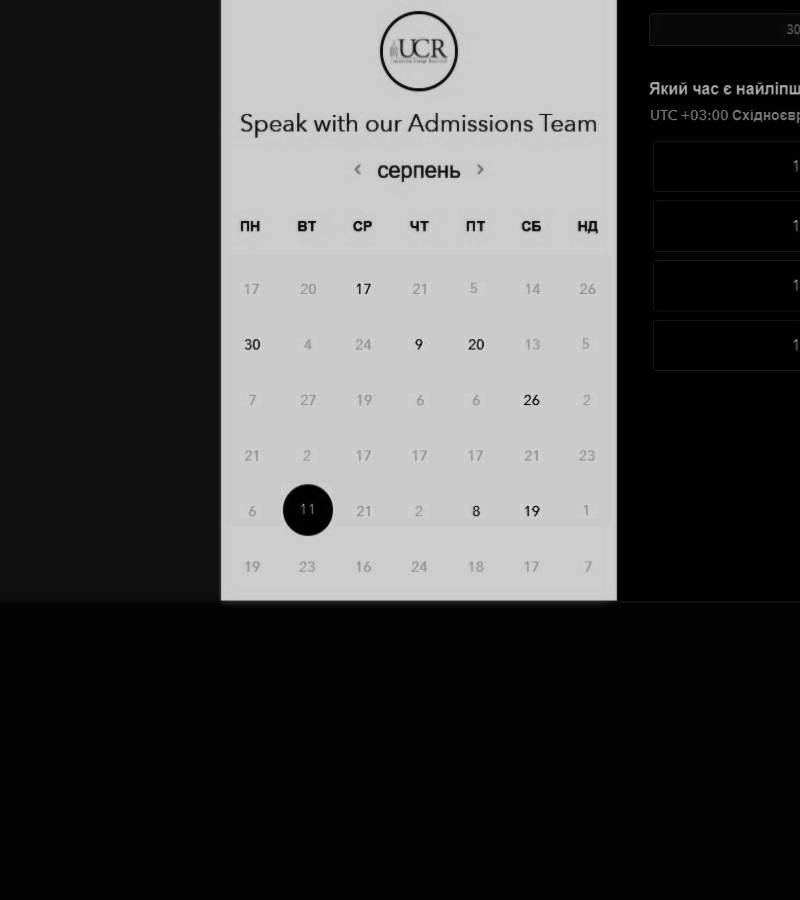 UCR
Speak with our Admissions Team
< серпень >
ПН ВТ СР ЧТ ПТ СБ НД
17 20 17 21 5 14 26
30 4 24 9 20 13 5
7 27 19 6 6 26 2
21 2 17 17 17 21 23
6 11 21 2 8 19 1
19 23 16 24 18 17 7
30
Який час є найліпш
UTC +03:00 Східноєвр
1
1
1
1